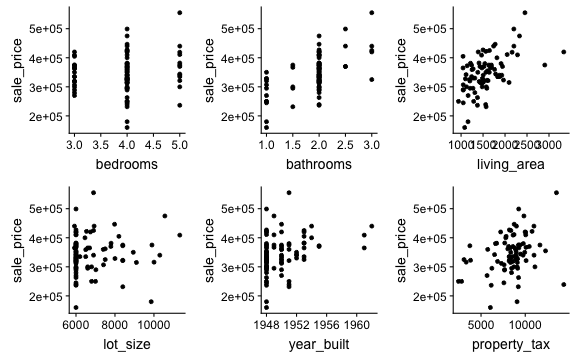 sale_price
5e+05
4e+05
3e+05
2e+05
3.0 3.5 4.0 4.5 5.0
bedrooms
sale_price
5e+05
4e+05
3e+05
2e+05
1.0 1.5 2.0 2.5 3.0
bathrooms
sale_price
5e+05
4e+05
3e+05
2e+05
1000 1500 2000 2500 3000
living_area
sale_price
5e+05
4e+05
3e+05
2e+05
6000 8000 10000
lot_size
sale_price
5e+05
4e+05
3e+05
2e+05
1948 1952 1956 1960
year_built
sale_price
5e+05
4e+05
3e+05
2e+05
5000 10000
property_tax